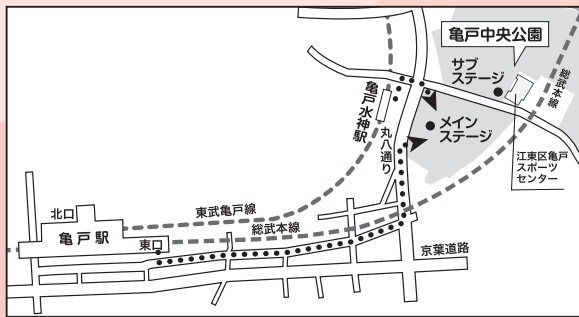 亀戸中央公園
サブ
ステージ
総武本線
亀戸水神駅
丸八通り
メイン
ステージ
江東区亀戸
スポーツ
センター
北口
東武亀戸線
亀戸駅
東口
総武本線
京葉道路